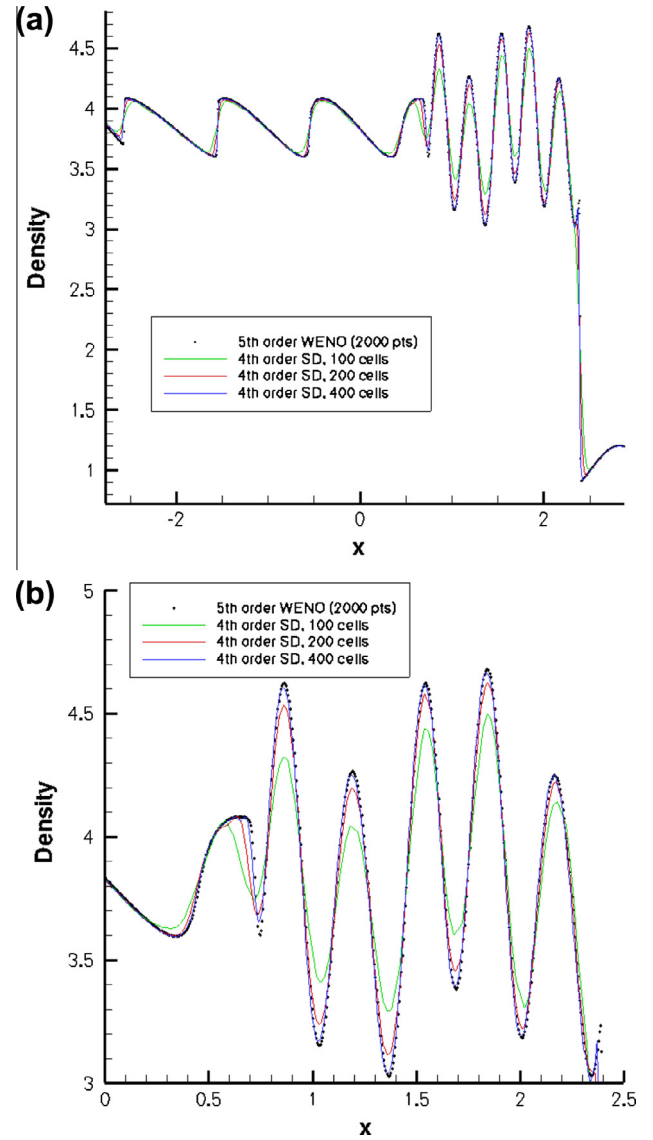 (a)
4.5
4
3.5
3
2.5
2
1.5
1
Density
5th order WENO (2000 pts)
4th order SD, 100 cells
4th order SD, 200 cells
4th order SD, 400 cells
-2
0
2
x
(b)
5
4.5
4
3.5
3
Density
5th order WENO (2000 pts)
4th order SD, 100 cells
4th order SD, 200 cells
4th order SD, 400 cells
0
0.5
1
1.5
2
2.5
x